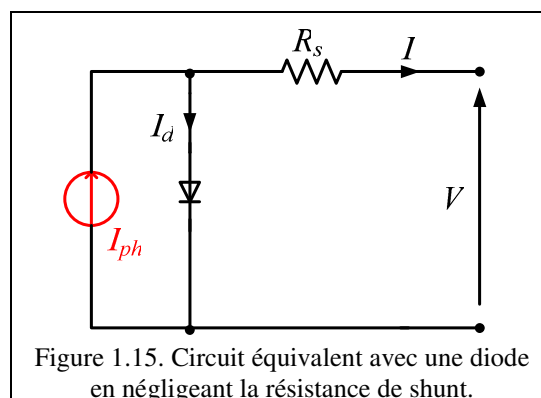 R_s I
I_d
V
I_ph
Figure 1.15. Circuit équivalent avec une diode
en négligeant la résistance de shunt.